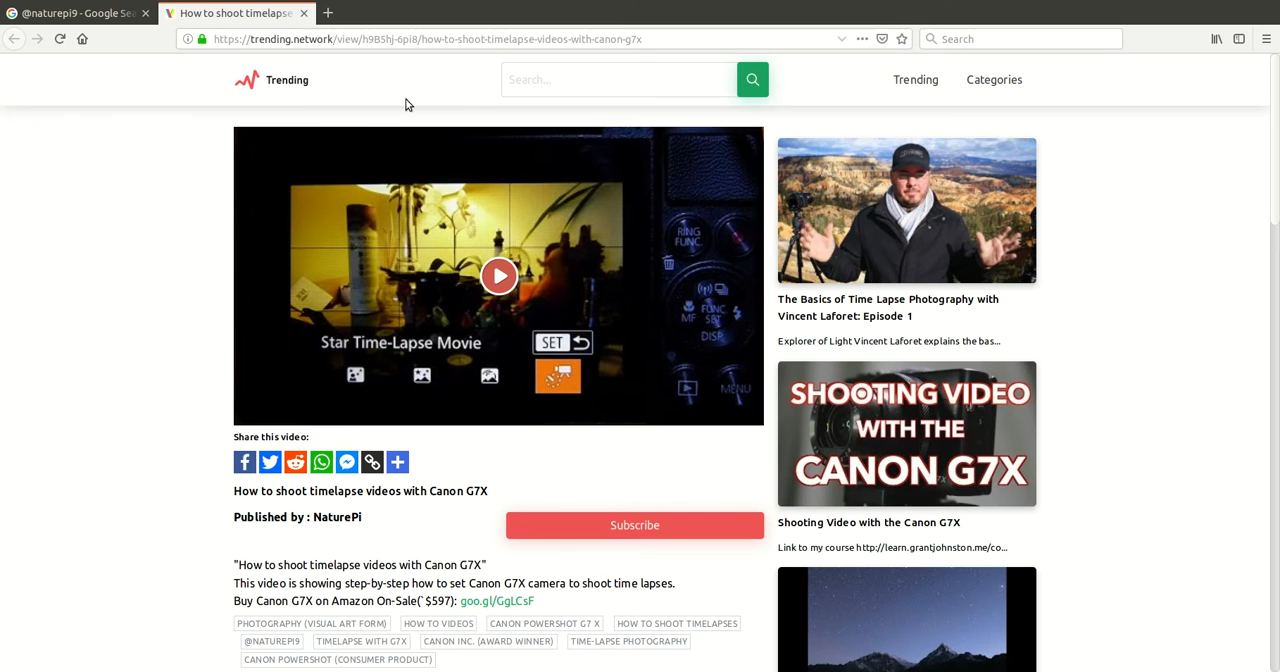 @naturepi9 - Google Sea
How to shoot timelapse
https://trending.network/view/h9B5hj-6pi8/how-to-shoot-timelapse-videos-with-canon-g7x
Search
Trending
Search...
Trending
Categories
RING
FUNC.
MF
FUNC
SET
DISP.
MENU
Star Time-Lapse Movie
SET
Share this video:
How to shoot timelapse videos with Canon G7X
Published by : NaturePi
Subscribe
"How to shoot timelapse videos with Canon G7X"
This video is showing step-by-step how to set Canon G7X camera to shoot time lapses.
Buy Canon G7X on Amazon On-Sale(`$597): goo.gl/GgLCsF
PHOTOGRAPHY (VISUAL ART FORM) HOW TO VIDEOS CANON POWERSHOT G7 X HOW TO SHOOT TIMELAPSES
@NATUREPI9 TIMELAPSE WITH G7X CANON INC. (AWARD WINNER) TIME-LAPSE PHOTOGRAPHY
CANON POWERSHOT (CONSUMER PRODUCT)
The Basics of Time Lapse Photography with
Vincent Laforet: Episode 1
Explorer of Light Vincent Laforet explains the bas...
SHOOTING VIDEO
WITH THE
CANON G7X
Shooting Video with the Canon G7X
Link to my course http://learn.grantjohnston.me/co...